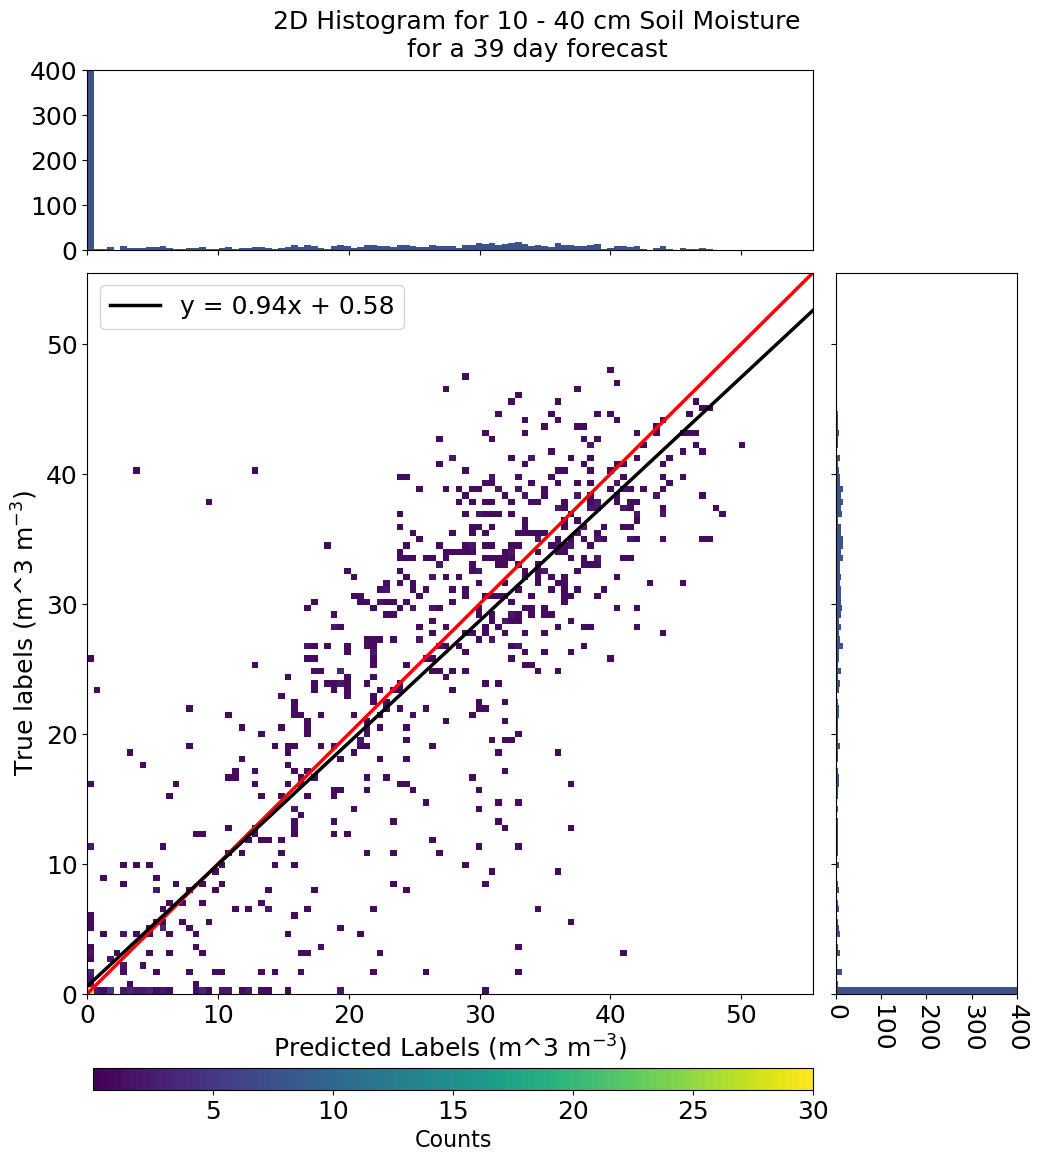 2D Histogram for 10 - 40 cm Soil Moisture
for a 39 day forecast
400
300
200
100
0
y = 0.94x + 0.58
50
40
30
20
10
0
True labels (m^3 m⁻³)
0 10 20 30 40 50
Predicted Labels (m^3 m⁻³)
0 100 200 300 400
5 10 15 20 25 30
Counts